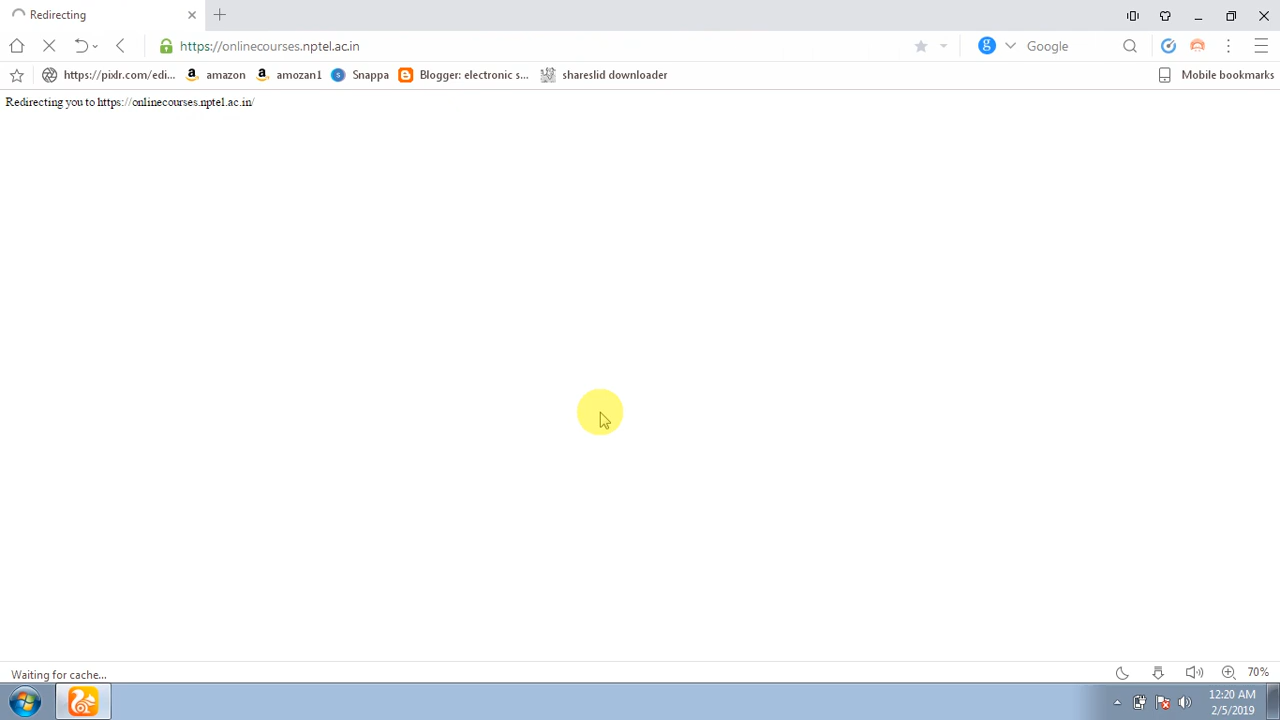 Redirecting
https://onlinecourses.nptel.ac.in
Google
https://pixlr.com/edi...
amazon
amozan1
Snappa
Blogger: electronic s...
shareslid downloader
Mobile bookmarks
Redirecting you to https://onlinecourses.nptel.ac.in/
Waiting for cache...
70%
12:20 AM
2/5/2019